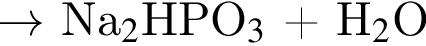 → Na₂HPO₃ + H₂O